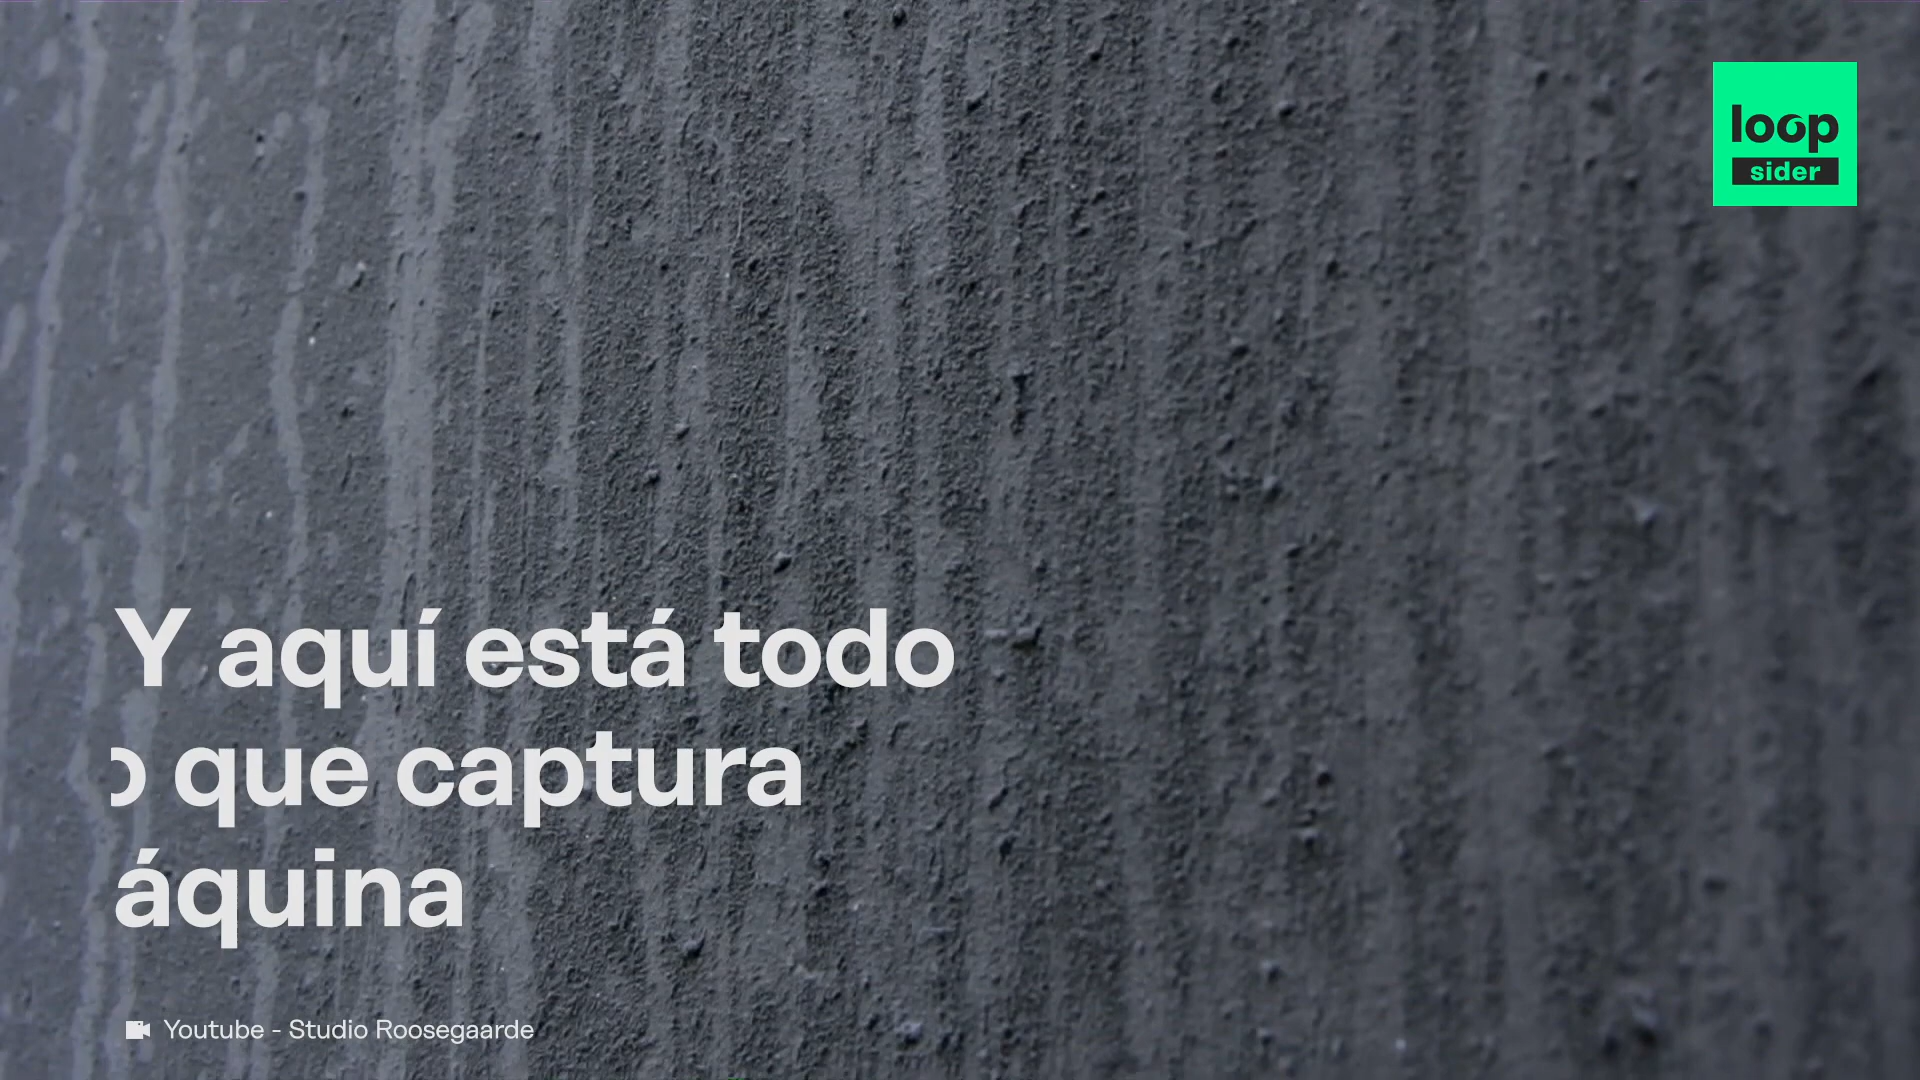 loop
sider
Y aquí está todo
o que captura
áquina
Youtube - Studio Roosegaarde